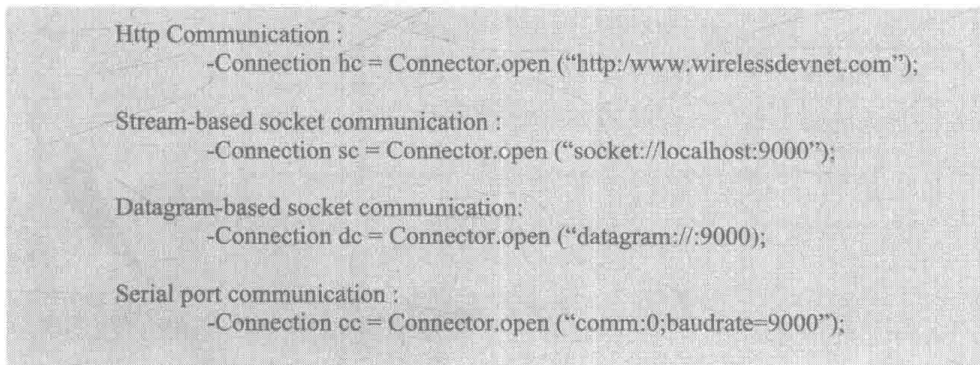 Http Communication :
-Connection hc = Connector.open (“http:/www.wirelessdevnet.com”);
Stream-based socket communication :
-Connection sc = Connector.open (“socket://localhost:9000”);
Datagram-based socket communication:
-Connection dc = Connector.open (“datagram://:9000);
Serial port communication :
-Connection cc = Connector.open (“comm:0;baudrate=9000”);